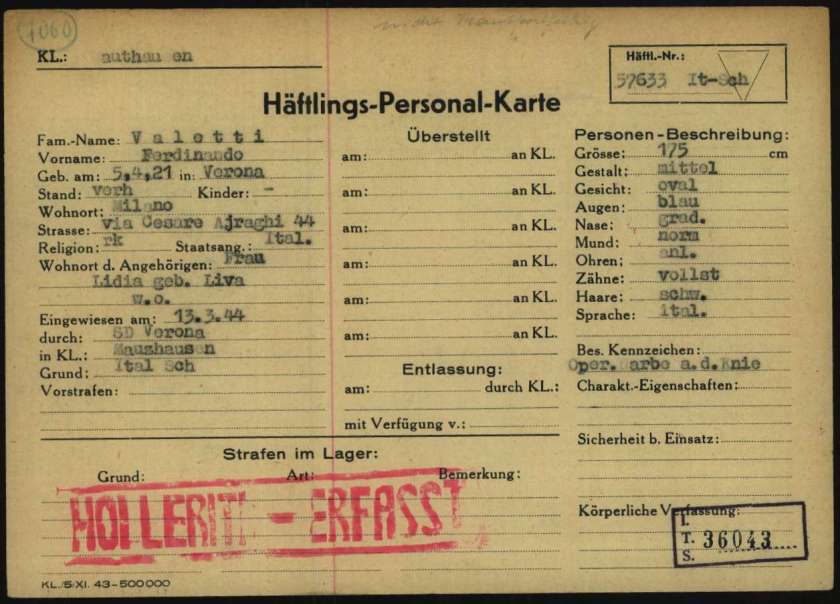 1060
KL.: authau en
Häftl.-Nr.:
57633 It-Sch
Häftlings-Personal-Karte
Fam.-Name: Valetti
Vorname: Ferdinando
Geb. am: 5,4,21 in: Verona
Stand: verh Kinder: -
Wohnort: Milano
Strasse: via Cesare Ajraghi 44
Religion: rk Staatsang.: Ital.
Wohnort d. Angehörigen: Frau
Lidia geb. Liva
w.o.
Eingewiesen am: 13.3.44
durch: SD Verona
in KL.: Mauzhausen
Grund: Ital Sch
Vorstrafen:
Überstellt
am: an KL.
am: an KL.
am: an KL.
am: an KL.
am: an KL.
am: an KL.
Entlassung:
am: durch KL.:
mit Verfügung v.:
Personen-Beschreibung:
Grösse: 175 cm
Gestalt: mittel
Gesicht: oval
Augen: blau
Nase: grad.
Mund: norm
Ohren: anl.
Zähne: vollst
Haare: schw.
Sprache: ital.
Bes. Kennzeichen:
Oper.Narbe a.d.Knie
Charakt.-Eigenschaften:
Sicherheit b. Einsatz:
Körperliche Verfassung:
Strafen im Lager:
Grund: Art: Bemerkung:
HOLLERITH - ERFASST
I.
T. 36043
S.
KL/5/XI. 43-500000